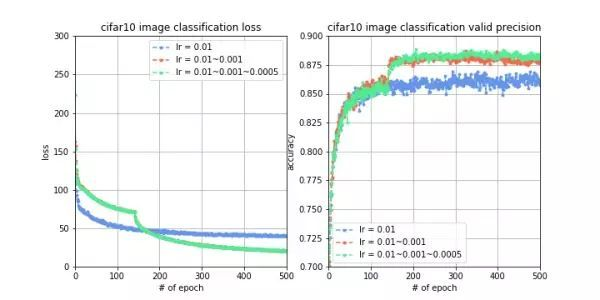 cifar10 image classification loss
300
250
200
150
100
50
0
loss
0 100 200 300 400 500
# of epoch
lr = 0.01
lr = 0.01~0.001
lr = 0.01~0.001~0.0005
cifar10 image classification valid precision
0.900
0.875
0.850
0.825
0.800
0.775
0.750
0.725
0.700
accuracy
0 100 200 300 400 500
# of epoch
lr = 0.01
lr = 0.01~0.001
lr = 0.01~0.001~0.0005